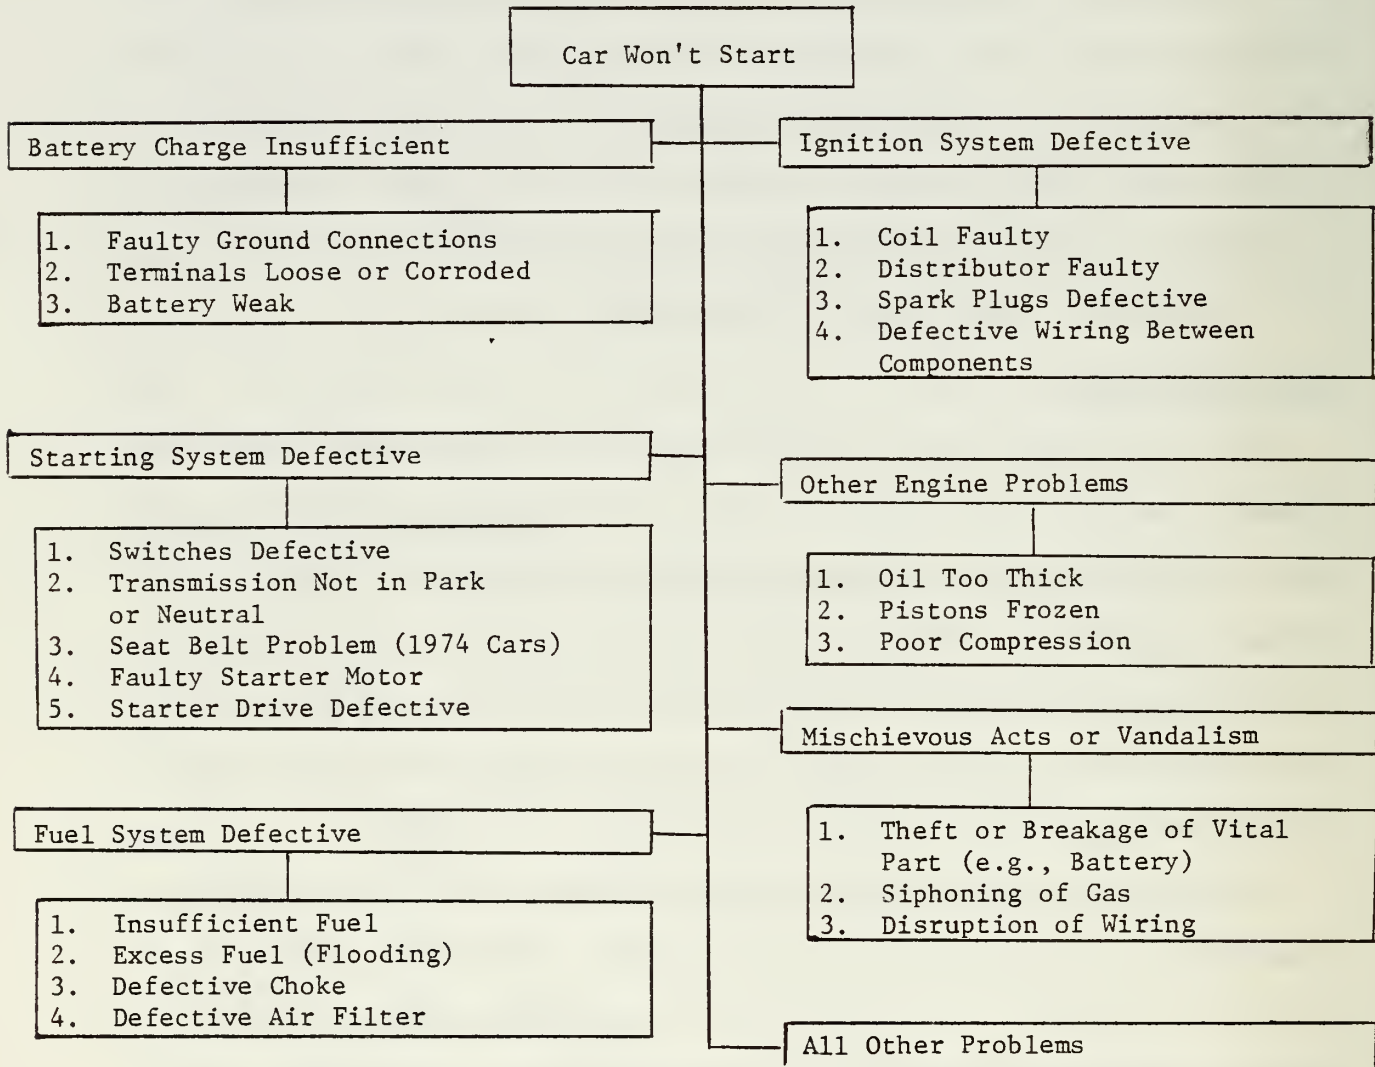 Car Won't Start
Battery Charge Insufficient
1. Faulty Ground Connections
2. Terminals Loose or Corroded
3. Battery Weak
Starting System Defective
1. Switches Defective
2. Transmission Not in Park
or Neutral
3. Seat Belt Problem (1974 Cars)
4. Faulty Starter Motor
5. Starter Drive Defective
Fuel System Defective
1. Insufficient Fuel
2. Excess Fuel (Flooding)
3. Defective Choke
4. Defective Air Filter
Ignition System Defective
1. Coil Faulty
2. Distributor Faulty
3. Spark Plugs Defective
4. Defective Wiring Between
Components
Other Engine Problems
1. Oil Too Thick
2. Pistons Frozen
3. Poor Compression
Mischievous Acts or Vandalism
1. Theft or Breakage of Vital
Part (e.g., Battery)
2. Siphoning of Gas
3. Disruption of Wiring
All Other Problems